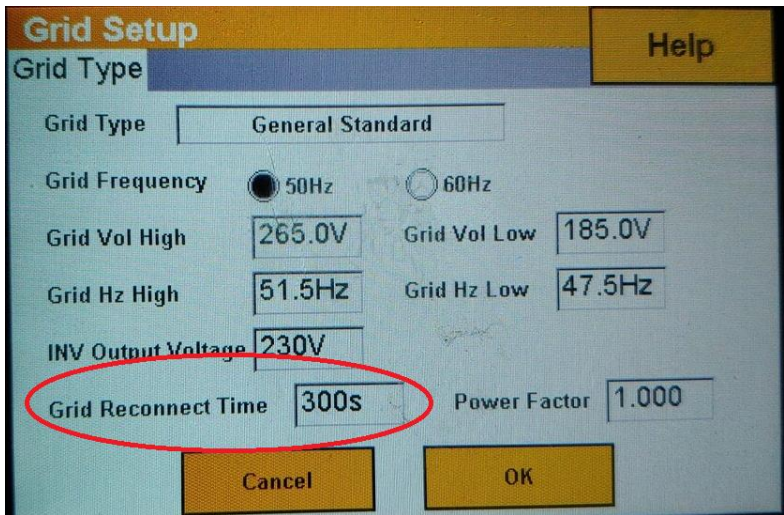 Grid Setup
Help
Grid Type
Grid Type General Standard
Grid Frequency 50Hz 60Hz
Grid Vol High 265.0V Grid Vol Low 185.0V
Grid Hz High 51.5Hz Grid Hz Low 47.5Hz
INV Output Voltage 230V
Grid Reconnect Time 300s Power Factor 1.000
Cancel OK